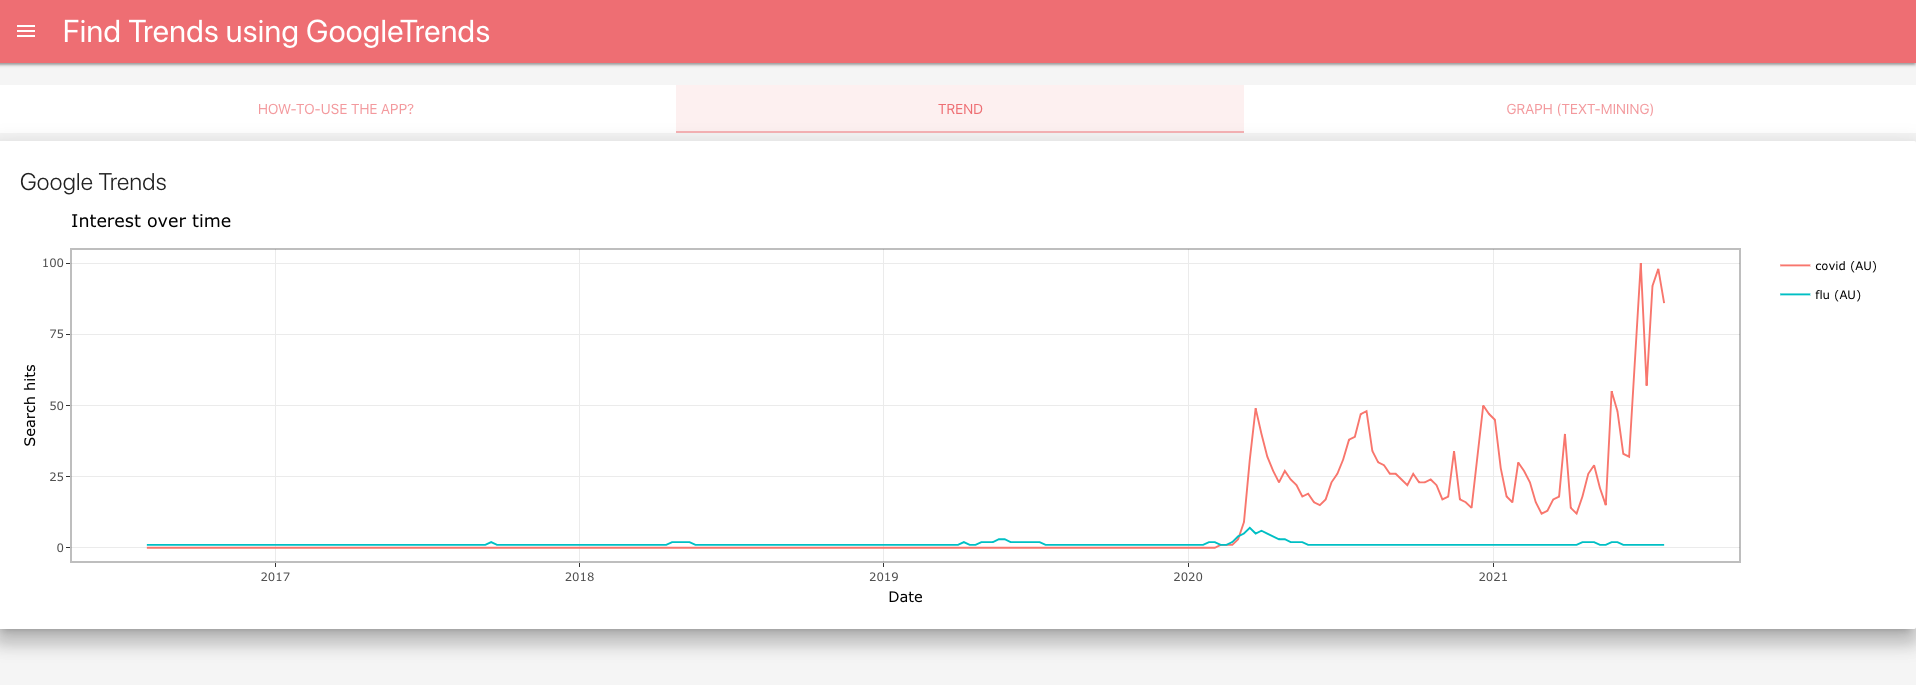 Find Trends using GoogleTrends
HOW-TO-USE THE APP?
TREND
GRAPH (TEXT-MINING)
Google Trends
Interest over time
100
75
50
25
0
Search hits
2017
2018
2019
2020
2021
Date
covid (AU)
flu (AU)